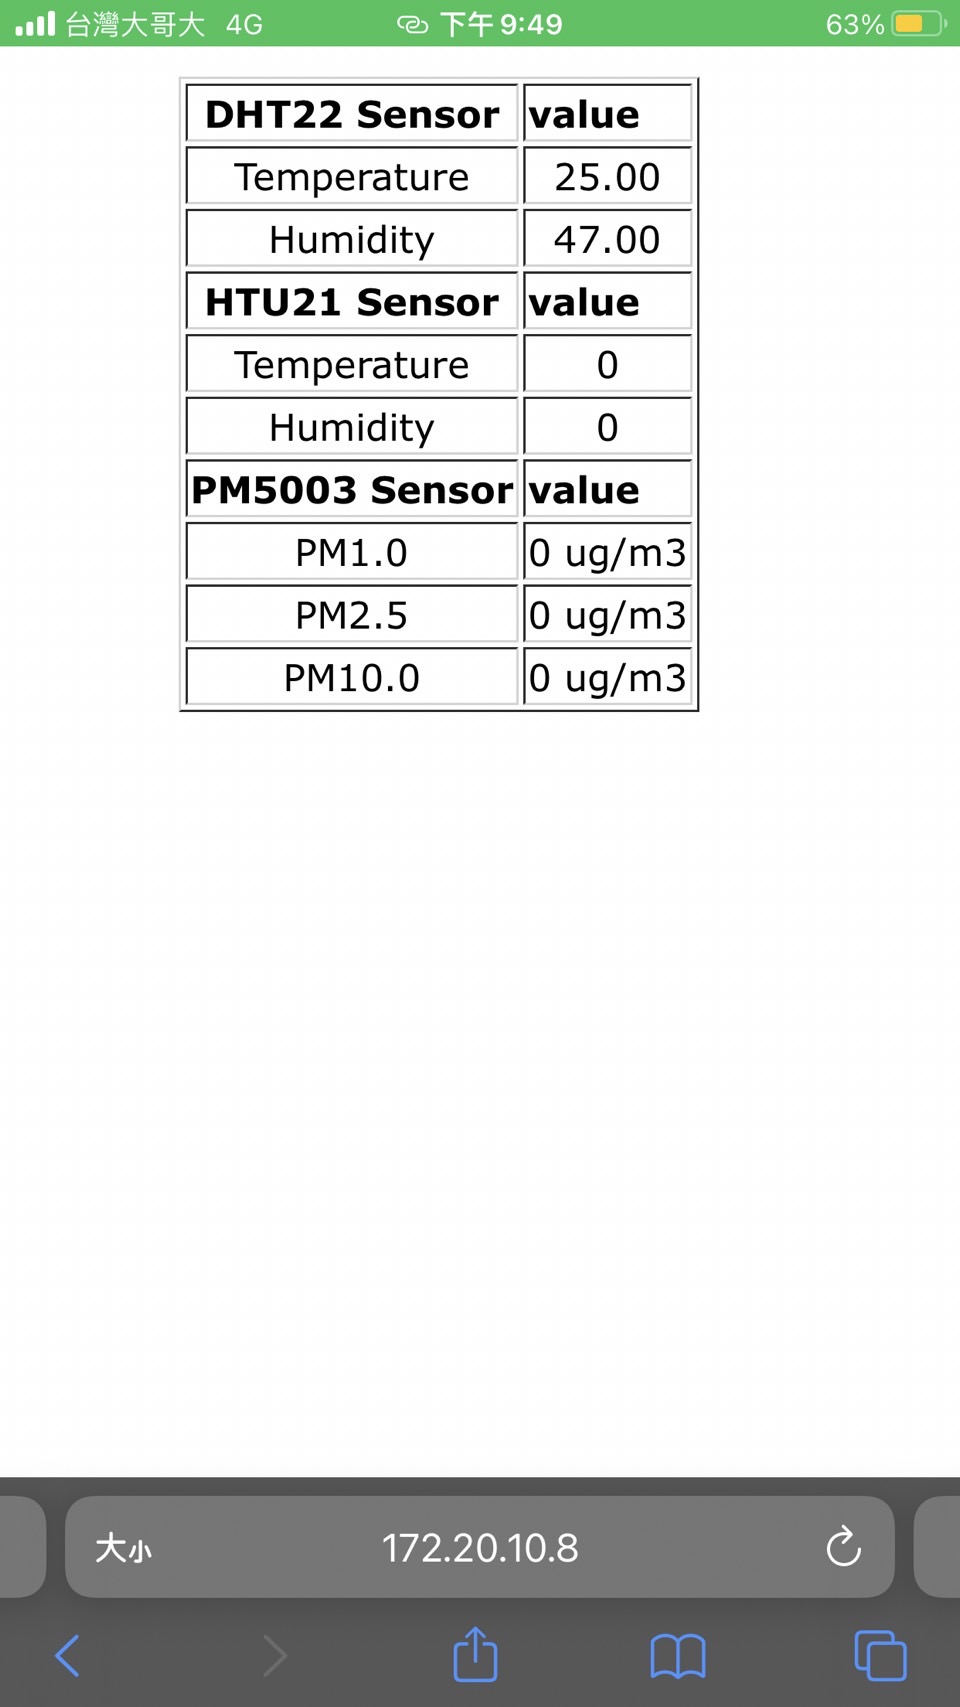 台灣大哥大 4G 下午9:49 63%
DHT22 Sensor value
Temperature 25.00
Humidity 47.00
HTU21 Sensor value
Temperature 0
Humidity 0
PM5003 Sensor value
PM1.0 0 ug/m3
PM2.5 0 ug/m3
PM10.0 0 ug/m3
大小 172.20.10.8